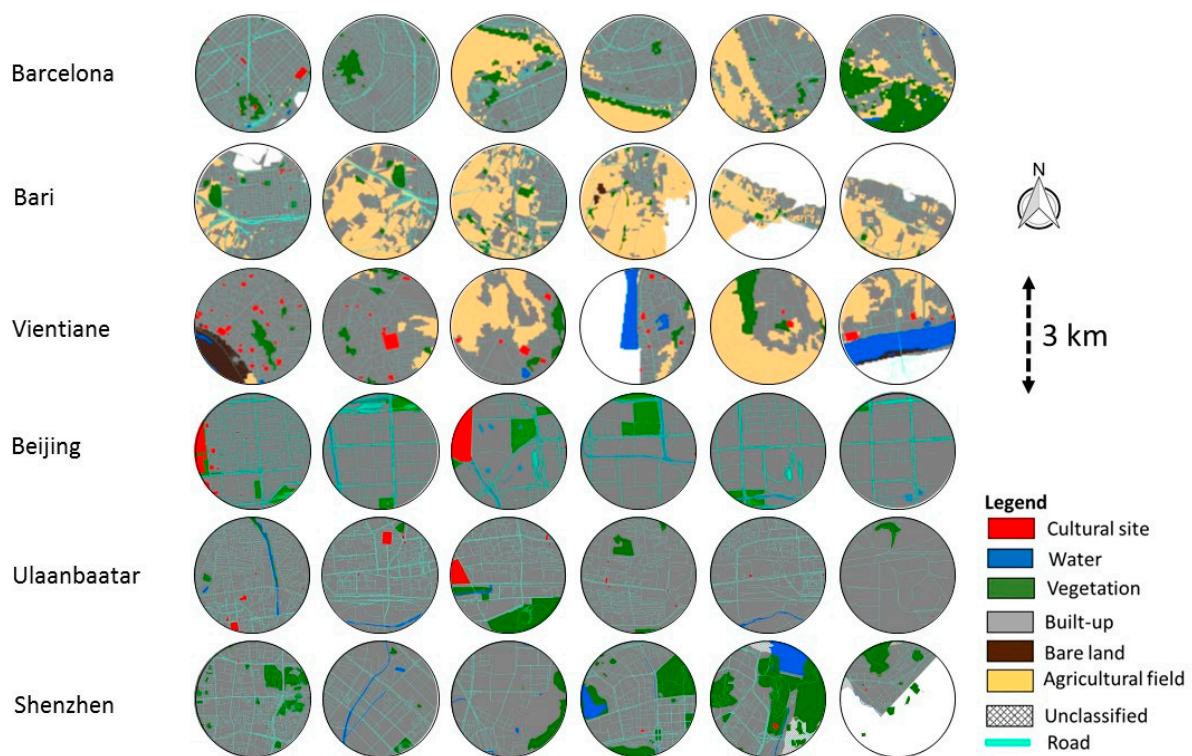 Barcelona
Bari
N
Vientiane
3 km
Beijing
Legend
Cultural site
Water
Ulaanbaatar
Vegetation
Built-up
Bare land
Agricultural field
Shenzhen
Unclassified
Road